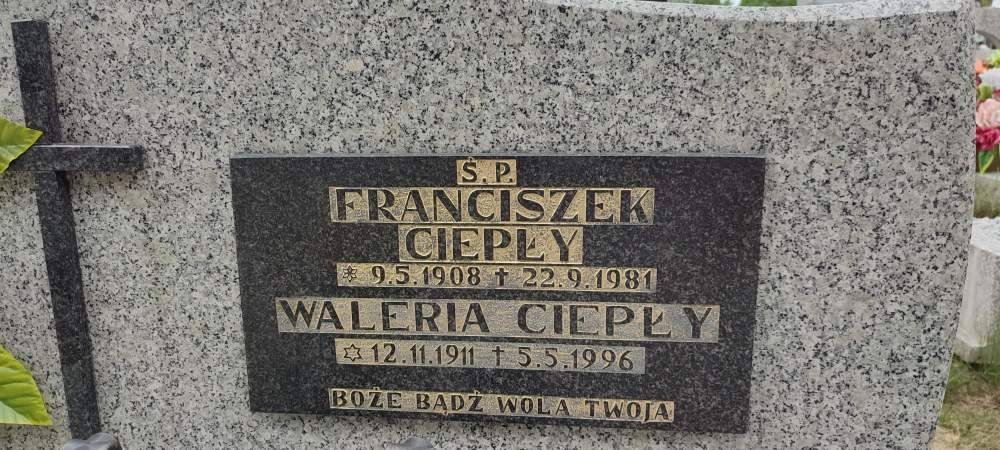 Ś. P.
FRANCISZEK
CIEPŁY
9.5.1908 ✝ 22.9.1981
WALERIA CIEPŁY
12.11.1911 ✝ 5.5.1996
BOŻE BĄDŹ WOLA TWOJA